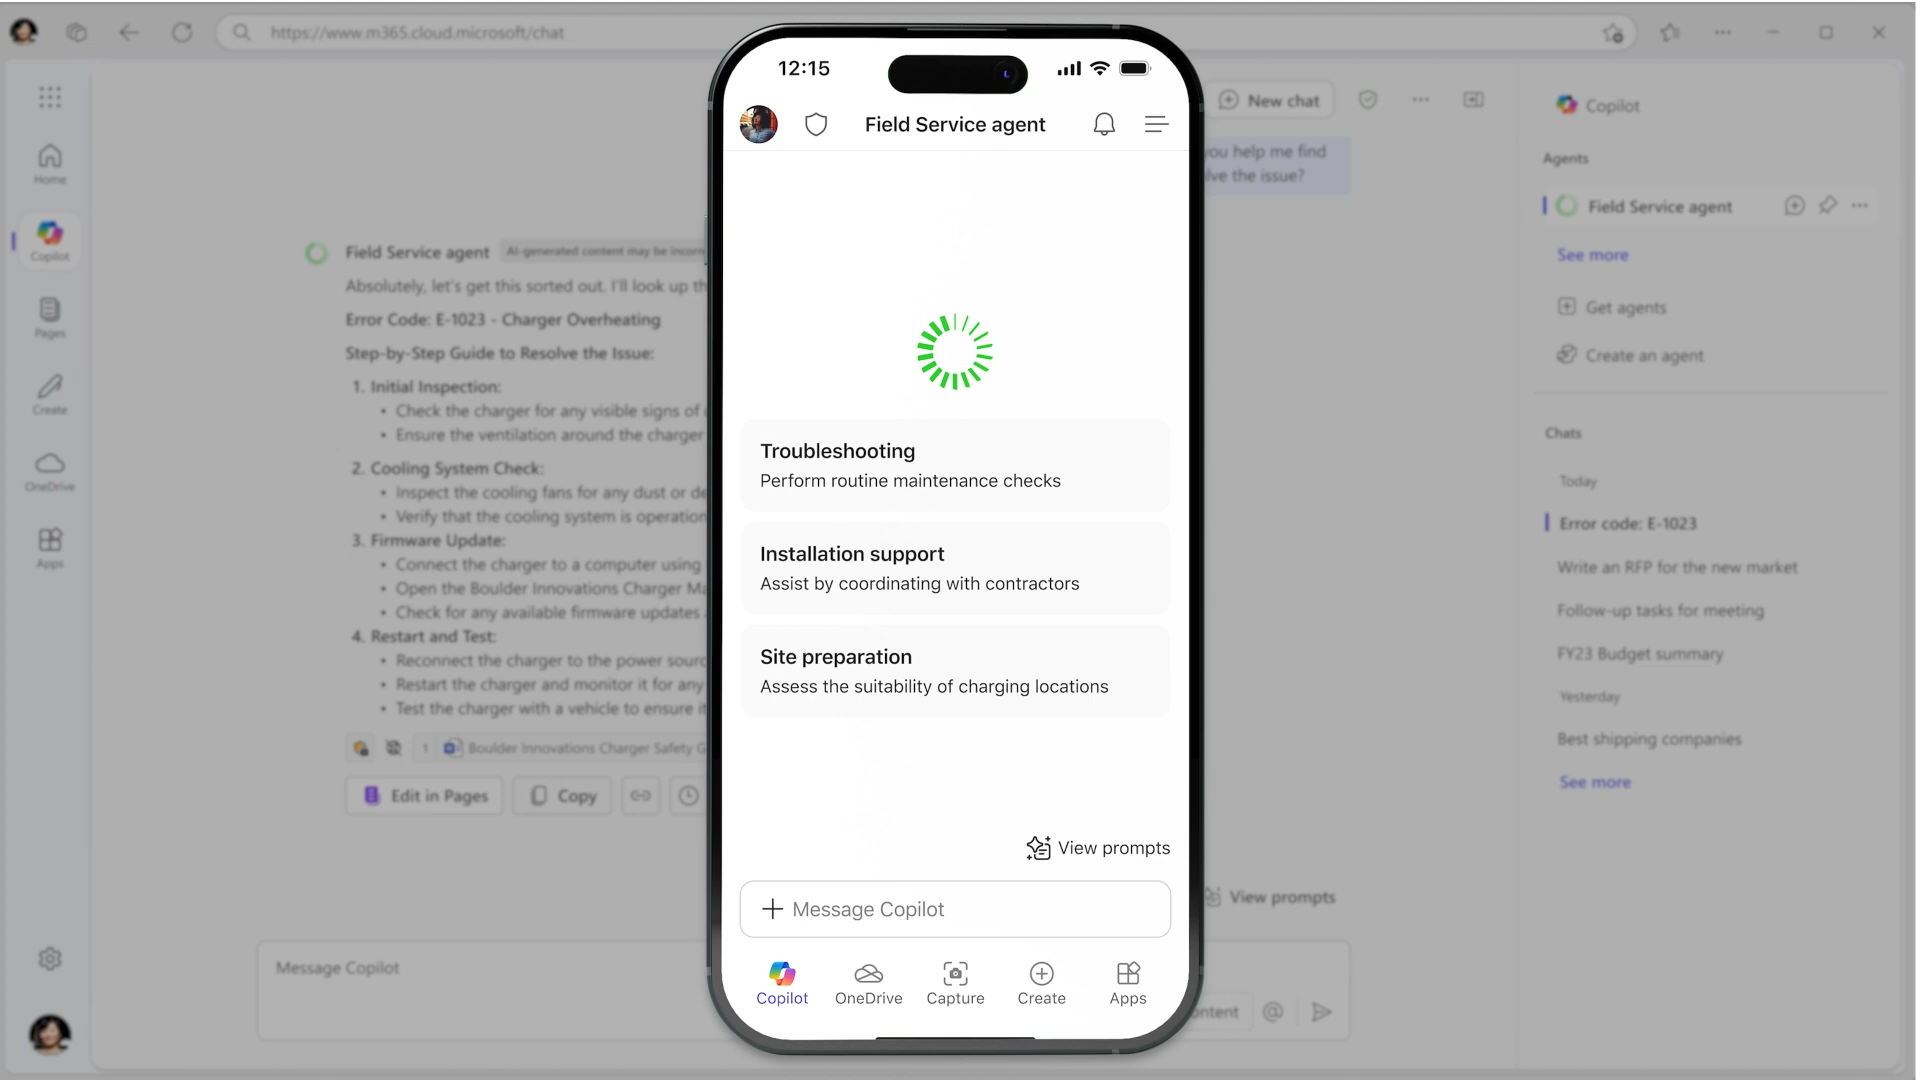 https://www.m365.cloud.microsoft/chat
Home
Copilot
Pages
Create
OneDrive
Apps
New chat
you help me find
the issue?
Field Service agent
AI-generated content may be
Absolutely, let's get this sorted out. I'll look up
Error Code: E-1023 - Charger Overheating
Step-by-Step Guide to Resolve the Issue:
1. Initial Inspection:
• Check the charger for any visible signs of
• Ensure the ventilation around the charger
2. Cooling System Check:
• Inspect the cooling fans for any dust or
• Verify that the cooling system is
3. Firmware Update:
• Connect the charger to a computer using
• Open the Boulder Innovations Charger
• Check for any available firmware updates
4. Restart and Test:
• Reconnect the charger to the power
• Restart the charger and monitor it for any
• Test the charger with a vehicle to ensure
1
Boulder Innovations Charger Safety
Edit in Pages
Copy
View prompts
Message Copilot
12:15
Field Service agent
Troubleshooting
Perform routine maintenance checks
Installation support
Assist by coordinating with contractors
Site preparation
Assess the suitability of charging locations
View prompts
Message Copilot
Copilot
OneDrive
Capture
Create
Apps
Copilot
Agents
Field Service agent
See more
Get agents
Create an agent
Chats
Today
Error code: E-1023
Write an RFP for the new market
Follow-up tasks for meeting
FY23 Budget summary
Yesterday
Best shipping companies
See more